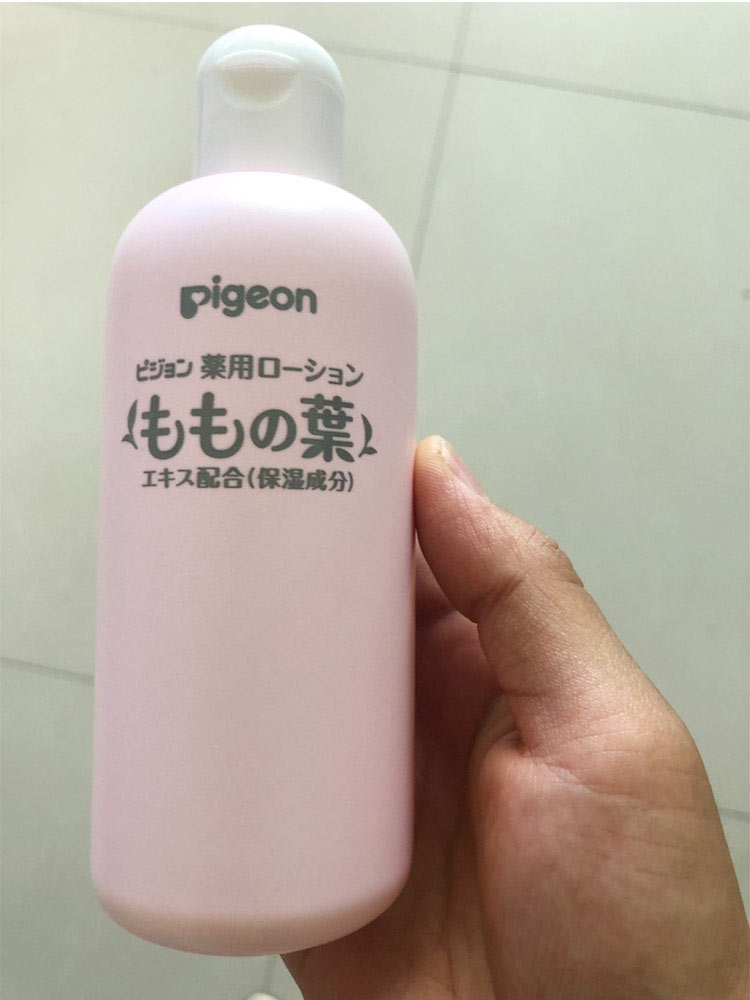 pigeon
ピジョン 薬用ローション
ももの葉
エキス配合(保湿成分)